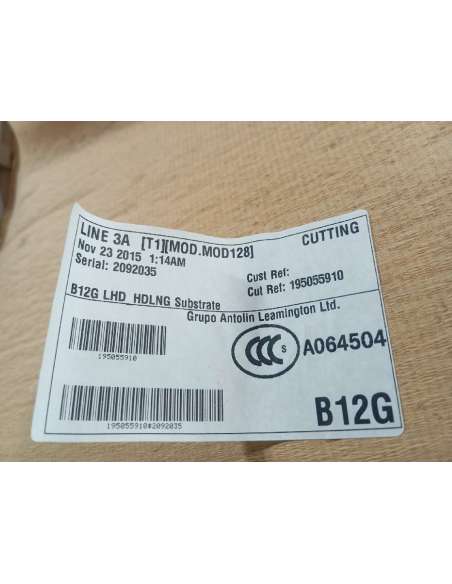 LINE 3A [T1][MOD.MOD128] CUTTING
Nov 23 2015 1:14AM
Serial: 2092035
Cust Ref:
Cut Ref: 195055910
B12G LHD_HDLNG Substrate
Grupo Antolin Leamington Ltd.
195055910
CCC S A064504
195055910#2092035
B12G